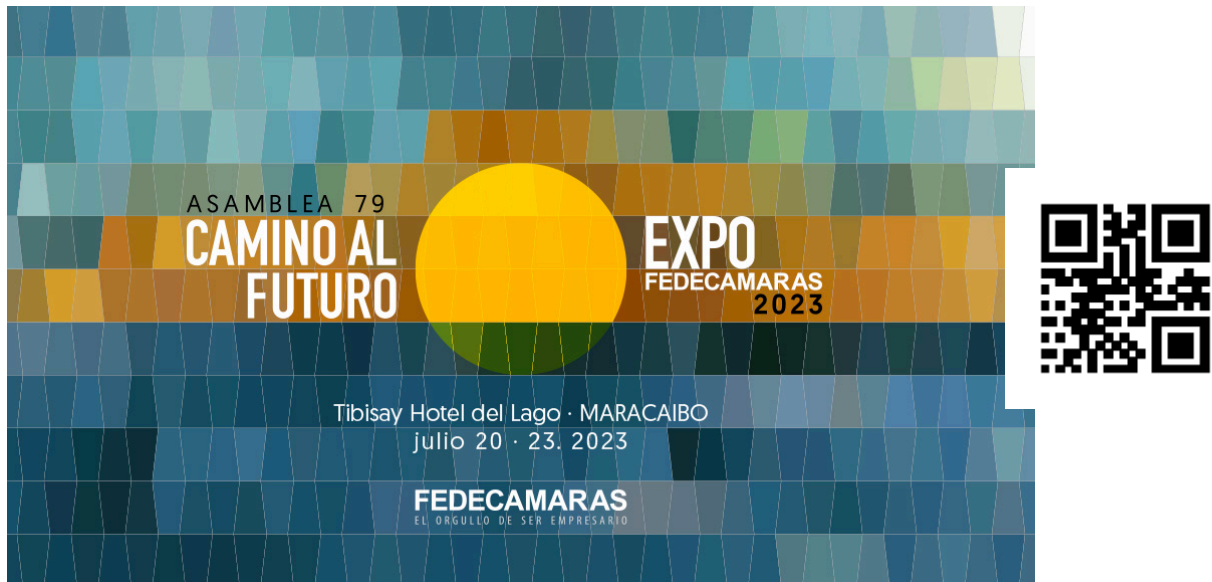 ASAMBLEA 79
CAMINO AL
FUTURO
EXPO
FEDECAMARAS
2023
Tibisay Hotel del Lago · MARACAIBO
julio 20 · 23. 2023
FEDECAMARAS
EL ORGULLO DE SER EMPRESARIO